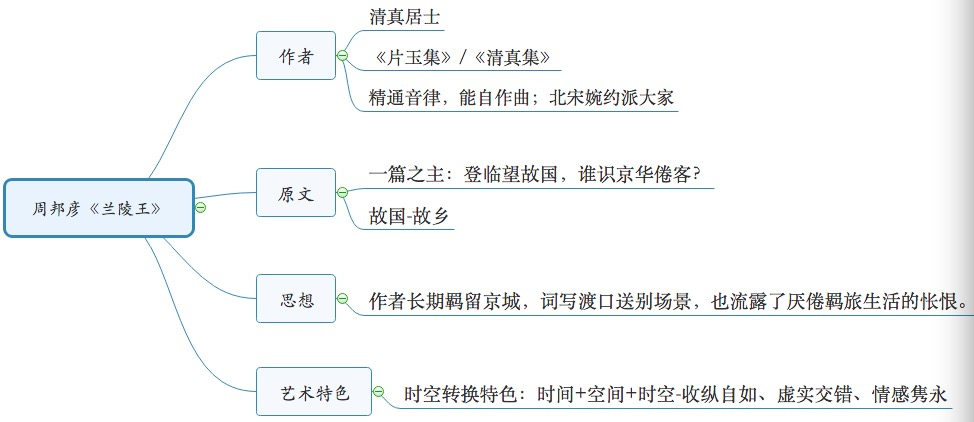 周邦彦《兰陵王》
作者
清真居士
《片玉集》/《清真集》
精通音律，能自作曲；北宋婉约派大家
原文
一篇之主：登临望故国，谁识京华倦客？
故国-故乡
思想
作者长期羁留京城，词写渡口送别场景，也流露了厌倦羁旅生活的怅恨。
艺术特色
时空转换特色：时间+空间+时空-收纵自如、虚实交错、情感隽永